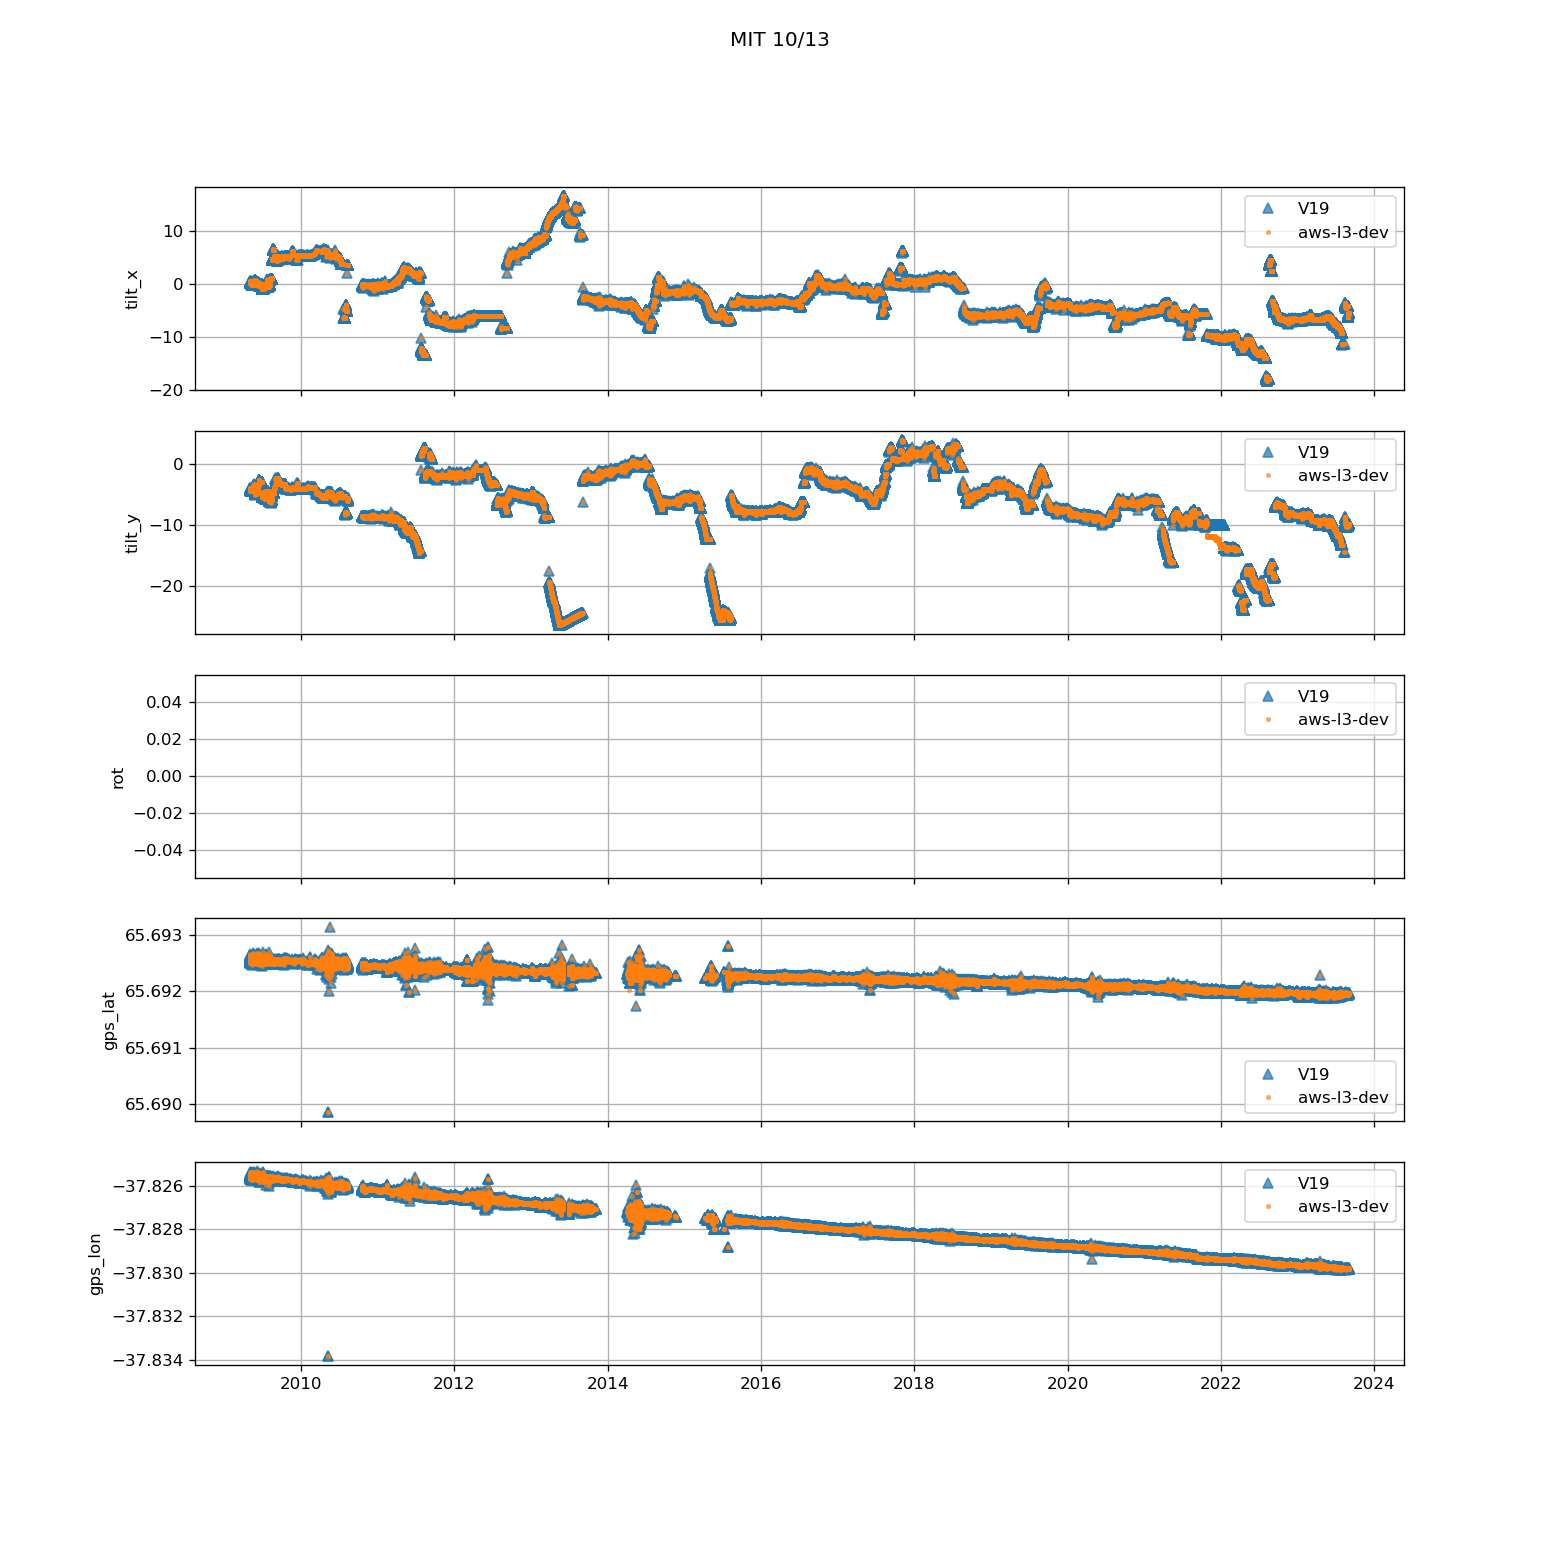 MIT 10/13
tilt_x
10
0
−10
−20
V19
aws-l3-dev
tilt_y
0
−10
−20
V19
aws-l3-dev
rot
0.04
0.02
0.00
−0.02
−0.04
V19
aws-l3-dev
gps_lat
65.693
65.692
65.691
65.690
V19
aws-l3-dev
gps_lon
−37.826
−37.828
−37.830
−37.832
−37.834
V19
aws-l3-dev
2010 2012 2014 2016 2018 2020 2022 2024